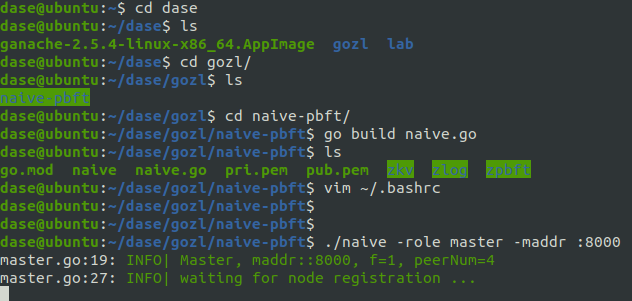 dase@ubuntu:~$ cd dase
dase@ubuntu:~/dase$ ls
ganache-2.5.4-linux-x86_64.AppImage gozl lab
dase@ubuntu:~/dase$ cd gozl/
dase@ubuntu:~/dase/gozl$ ls
naive-pbft
dase@ubuntu:~/dase/gozl$ cd naive-pbft/
dase@ubuntu:~/dase/gozl/naive-pbft$ go build naive.go
dase@ubuntu:~/dase/gozl/naive-pbft$ ls
go.mod naive naive.go pri.pem pub.pem zkv zlog zpbft
dase@ubuntu:~/dase/gozl/naive-pbft$ vim ~/.bashrc
dase@ubuntu:~/dase/gozl/naive-pbft$
dase@ubuntu:~/dase/gozl/naive-pbft$
dase@ubuntu:~/dase/gozl/naive-pbft$ ./naive -role master -maddr :8000
master.go:19: INFO| Master, maddr::8000, f=1, peerNum=4
master.go:27: INFO| waiting for node registration ...